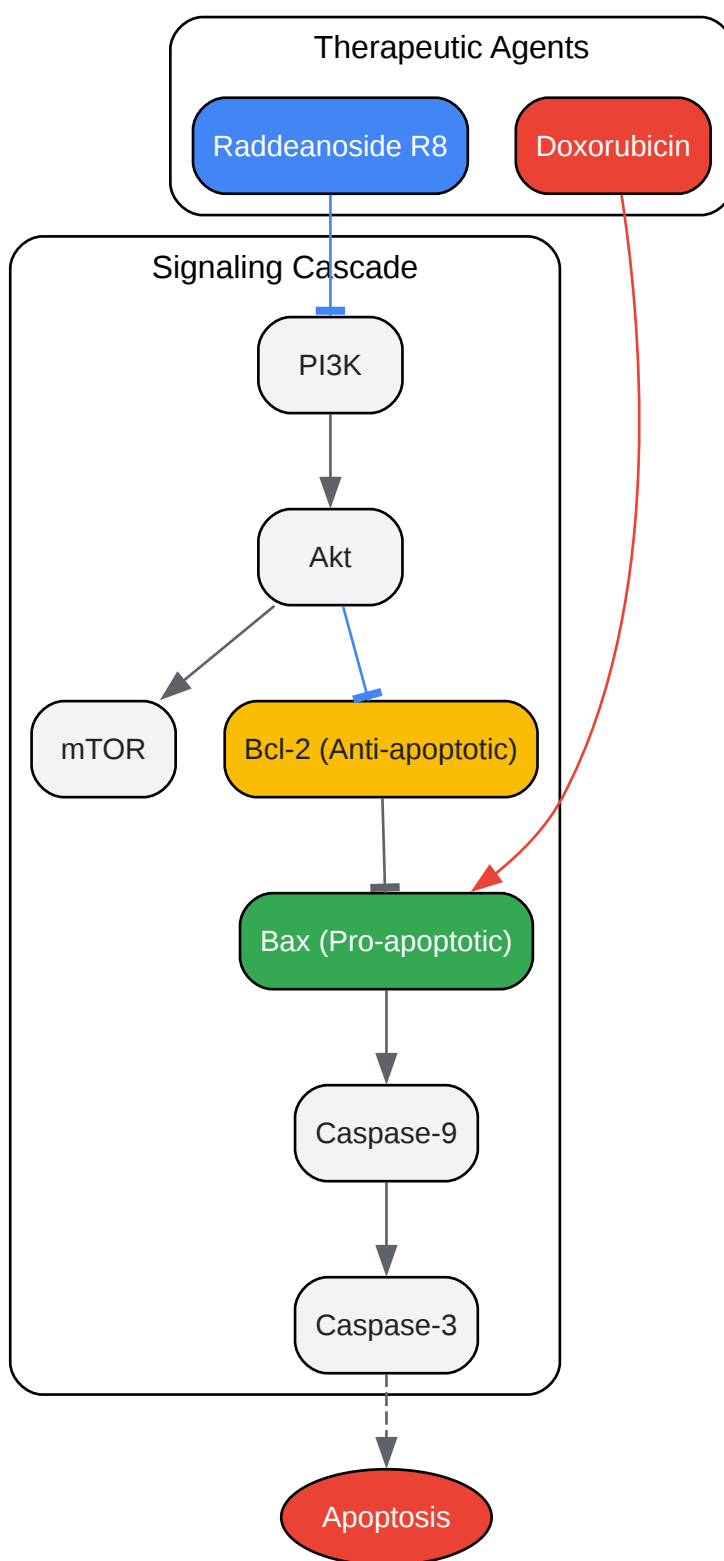 Therapeutic Agents
Raddeanoside R8
Doxorubicin
Signaling Cascade
PI3K
Akt
mTOR
Bcl-2 (Anti-apoptotic)
Bax (Pro-apoptotic)
Caspase-9
Caspase-3
Apoptosis